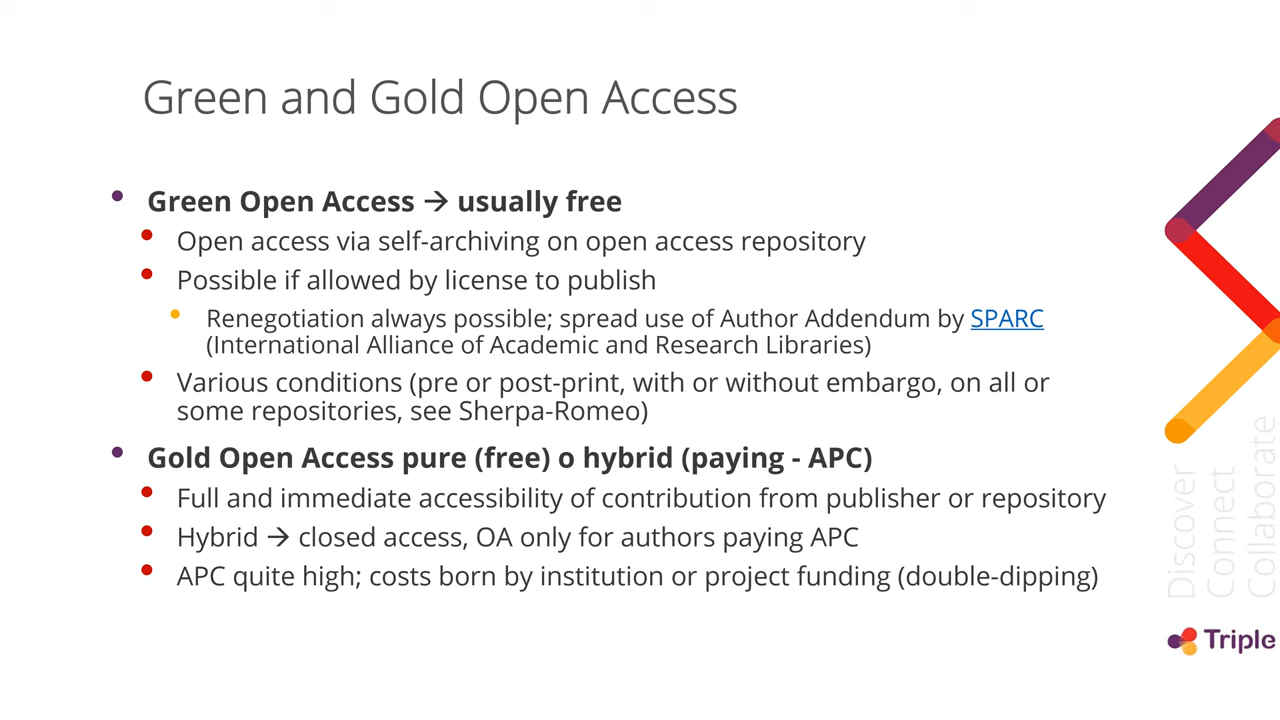 Green and Gold Open Access
• Green Open Access → usually free
• Open access via self-archiving on open access repository
• Possible if allowed by license to publish
• Renegotiation always possible; spread use of Author Addendum by SPARC
(International Alliance of Academic and Research Libraries)
• Various conditions (pre or post-print, with or without embargo, on all or
some repositories, see Sherpa-Romeo)
• Gold Open Access pure (free) o hybrid (paying - APC)
• Full and immediate accessibility of contribution from publisher or repository
• Hybrid → closed access, OA only for authors paying APC
• APC quite high; costs born by institution or project funding (double-dipping)
Discover
Connect
Collaborate
Triple